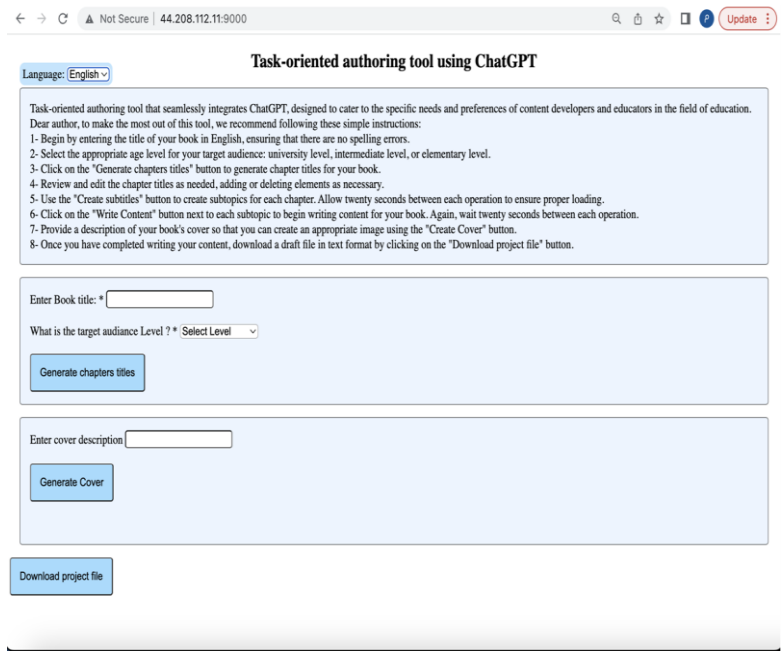 Not Secure 44.208.112.11:9000
P
Update
Task-oriented authoring tool using ChatGPT
Language: English
Task-oriented authoring tool that seamlessly integrates ChatGPT, designed to cater to the specific needs and preferences of content developers and educators in the field of education.
Dear author, to make the most out of this tool, we recommend following these simple instructions:
1- Begin by entering the title of your book in English, ensuring that there are no spelling errors.
2- Select the appropriate age level for your target audience: university level, intermediate level, or elementary level.
3- Click on the "Generate chapters titles" button to generate chapter titles for your book.
4- Review and edit the chapter titles as needed, adding or deleting elements as necessary.
5- Use the "Create subtitles" button to create subtopics for each chapter. Allow twenty seconds between each operation to ensure proper loading.
6- Click on the "Write Content" button next to each subtopic to begin writing content for your book. Again, wait twenty seconds between each operation.
7- Provide a description of your book's cover so that you can create an appropriate image using the "Create Cover" button.
8- Once you have completed writing your content, download a draft file in text format by clicking on the "Download project file" button.
Enter Book title: *
What is the target audiance Level ? * Select Level
Generate chapters titles
Enter cover description
Generate Cover
Download project file